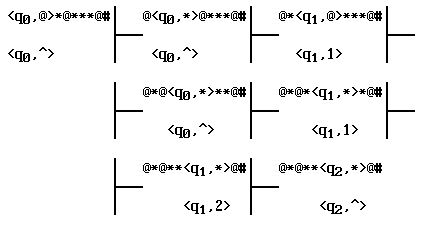 <q₀,@>*@***@# @<q₀,*>@***@# @*<q₁,@>***@#
<q₀,^> <q₀,^> <q₁,1>
@*@<q₀,*>**@# @*@*<q₁,*>*@#
<q₀,^> <q₁,1>
@*@**<q₁,*>@# @*@**<q₂,*>@#
<q₁,2> <q₂,^>